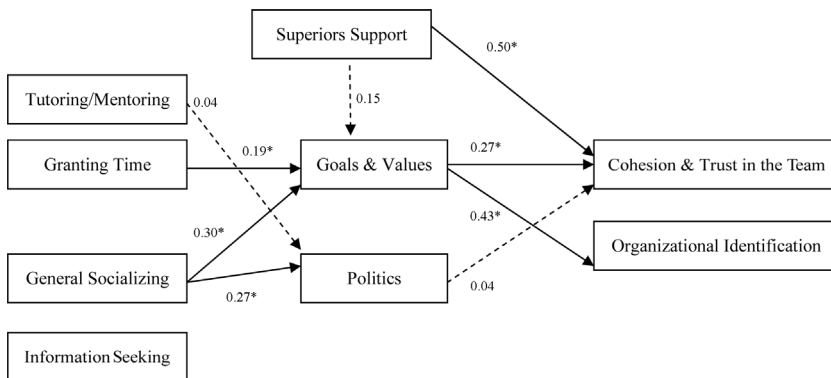 Superiors Support
0.50*
Tutoring/Mentoring
0.04
0.15
Granting Time
0.19*
Goals & Values
0.27*
Cohesion & Trust in the Team
0.30*
0.43*
Organizational Identification
General Socializing
0.27*
Politics
0.04
Information Seeking